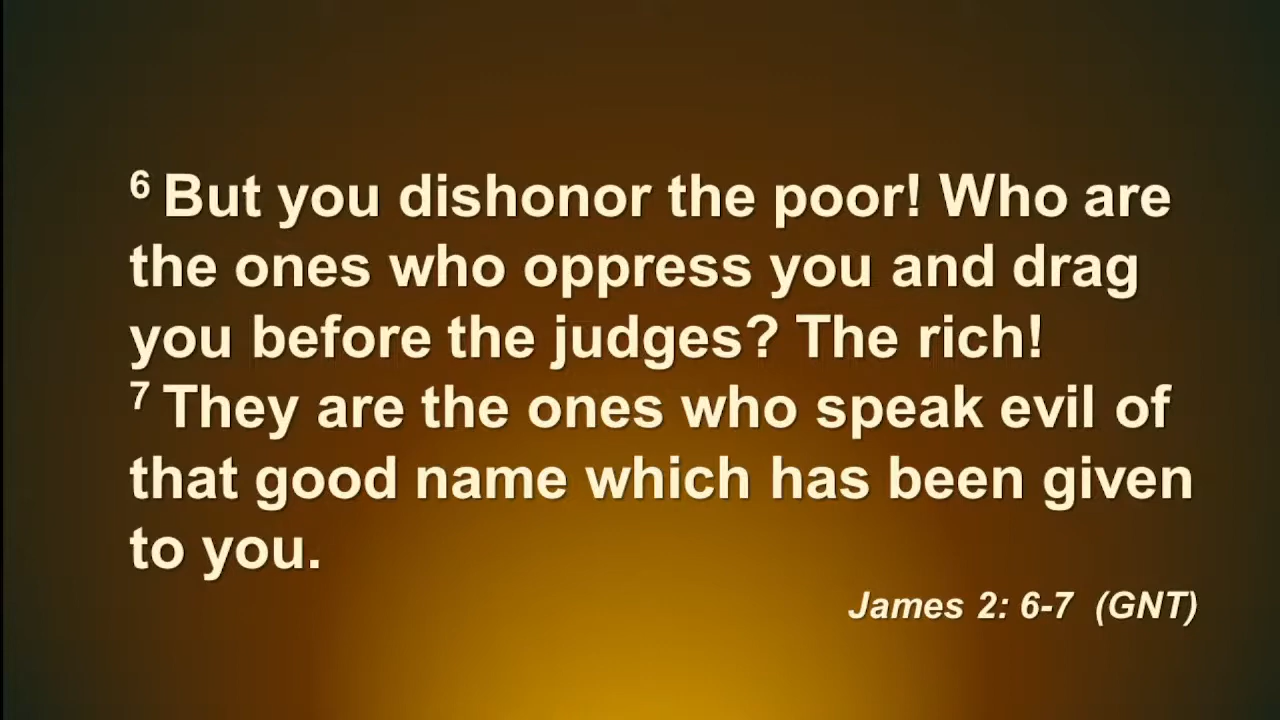 6 But you dishonor the poor! Who are
the ones who oppress you and drag
you before the judges? The rich!
7 They are the ones who speak evil of
that good name which has been given
to you.
James 2: 6-7 (GNT)